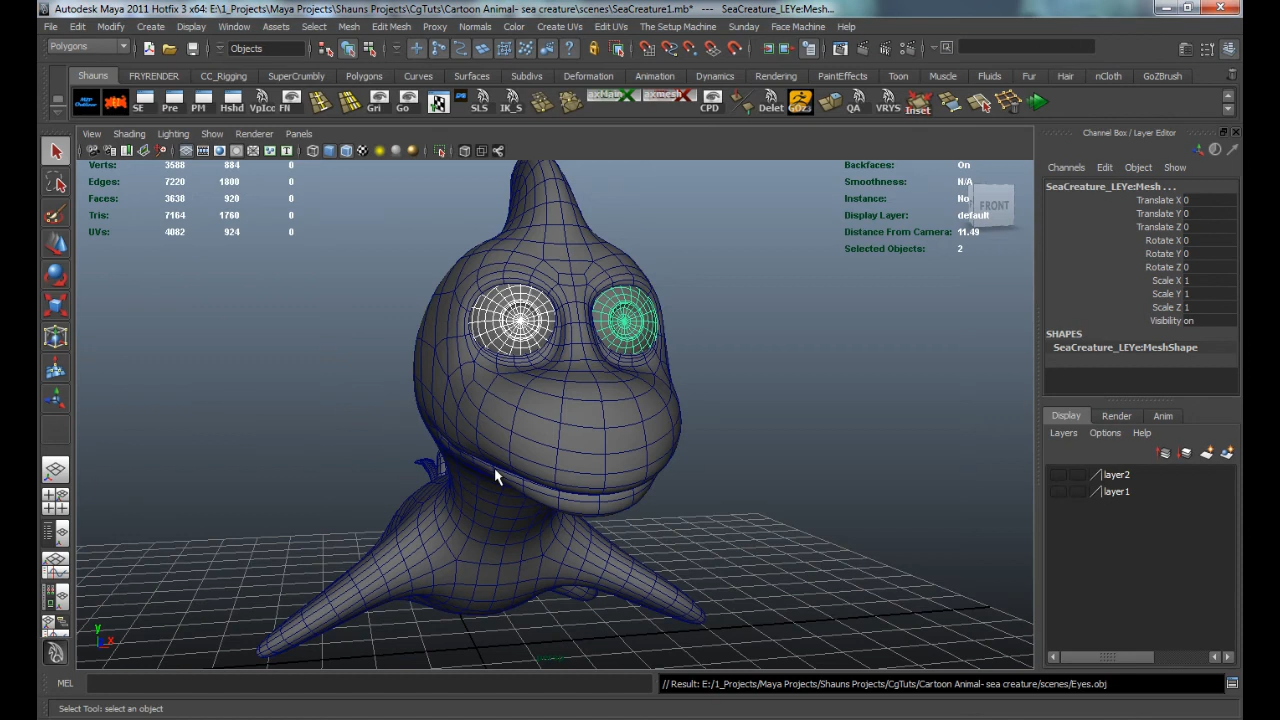 Autodesk Maya 2011 Hotfix 3 x64: E:\1_Projects\Maya Projects\Shauns Projects\CgTuts\Cartoon Animal- sea creature\scenes\SeaCreature1.mb* --- SeaCreature_LEYe:Mesh...
File Edit Modify Create Display Window Assets Select Mesh Edit Mesh Proxy Normals Color Create UVs Edit UVs The Setup Machine Sunday Face Machine Help
Polygons Objects
Shauns FRYRENDER CC_Rigging SuperCrumbly Polygons Curves Surfaces Subdivs Deformation Animation Dynamics Rendering PaintEffects Toon Muscle Fluids Fur Hair nCloth GoZBrush
SE Pre PM Hshd VpIcc FN Gri Go SLS IK_S axMain axmesh CPD Delet GOZ QA VRYS Inset
View Shading Lighting Show Renderer Panels
Channel Box / Layer Editor
Channels Edit Object Show
Verts: 3588 884 0
Edges: 7220 1800 0
Faces: 3638 920 0
Tris: 7164 1760 0
UVs: 4082 924 0
Backfaces: On
Smoothness: N/A
Instance: No
Display Layer: default
Distance From Camera: 11.49
Selected Objects: 2
FRONT
SeaCreature_LEYe:Mesh . . .
Translate X 0
Translate Y 0
Translate Z 0
Rotate X 0
Rotate Y 0
Rotate Z 0
Scale X 1
Scale Y 1
Scale Z 1
Visibility on
SHAPES
SeaCreature_LEYe:MeshShape
Display Render Anim
Layers Options Help
layer2
layer1
y
x
MEL
// Result: E:/1_Projects/Maya Projects/Shauns Projects/CgTuts/Cartoon Animal- sea creature/scenes/Eyes.obj
Select Tool: select an object